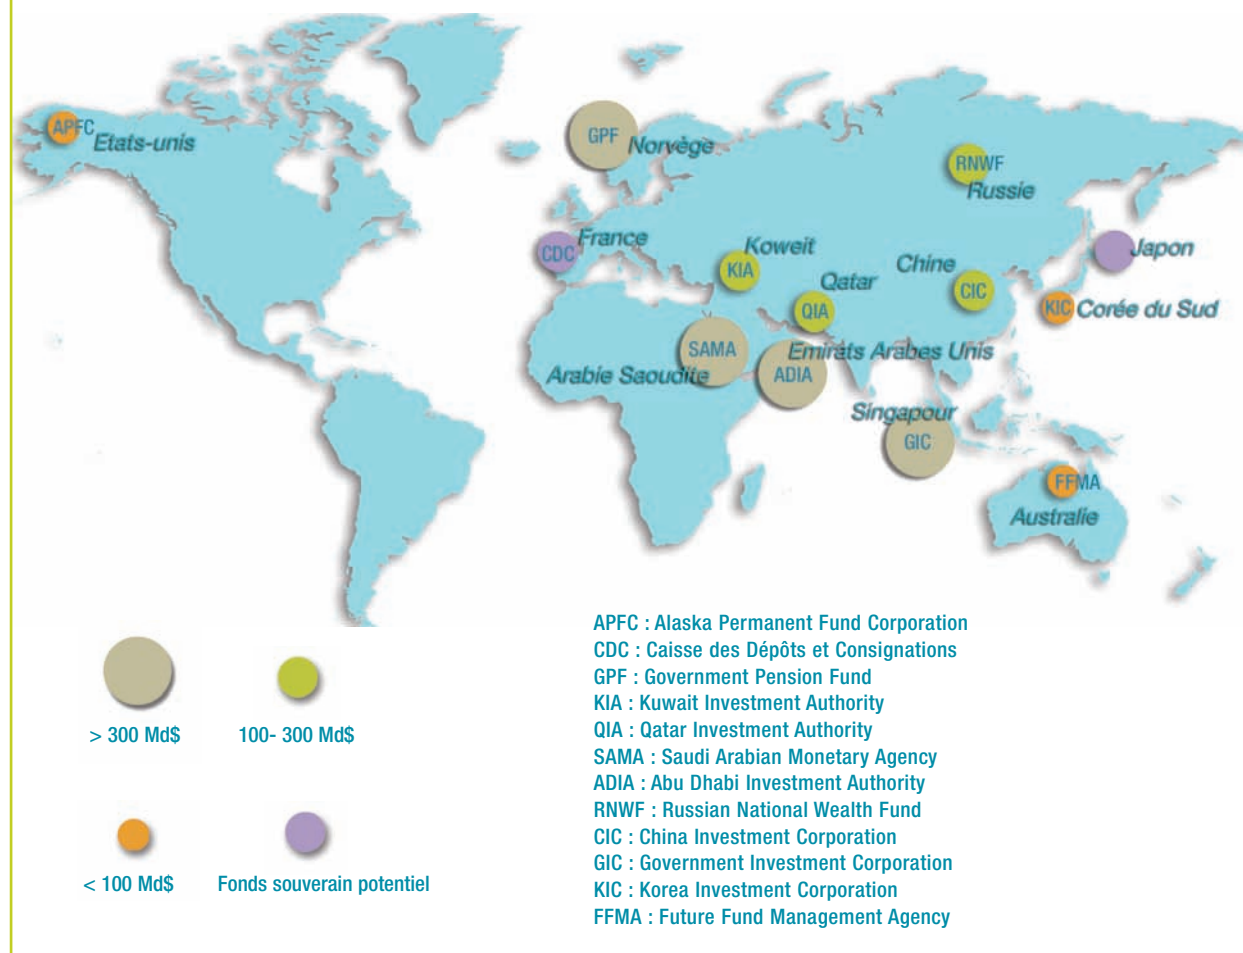 APFC
Etats-unis
GPF
Norvège
RNWF
Russie
CDC
France
Koweit
KIA
Qatar
QIA
Chine
CIC
Japon
KIC
Corée du Sud
SAMA
Arabie Saoudite
Emirats Arabes Unis
ADIA
Singapour
GIC
FFMA
Australie
> 300 Md$
100- 300 Md$
< 100 Md$
Fonds souverain potentiel
APFC : Alaska Permanent Fund Corporation
CDC : Caisse des Dépôts et Consignations
GPF : Government Pension Fund
KIA : Kuwait Investment Authority
QIA : Qatar Investment Authority
SAMA : Saudi Arabian Monetary Agency
ADIA : Abu Dhabi Investment Authority
RNWF : Russian National Wealth Fund
CIC : China Investment Corporation
GIC : Government Investment Corporation
KIC : Korea Investment Corporation
FFMA : Future Fund Management Agency